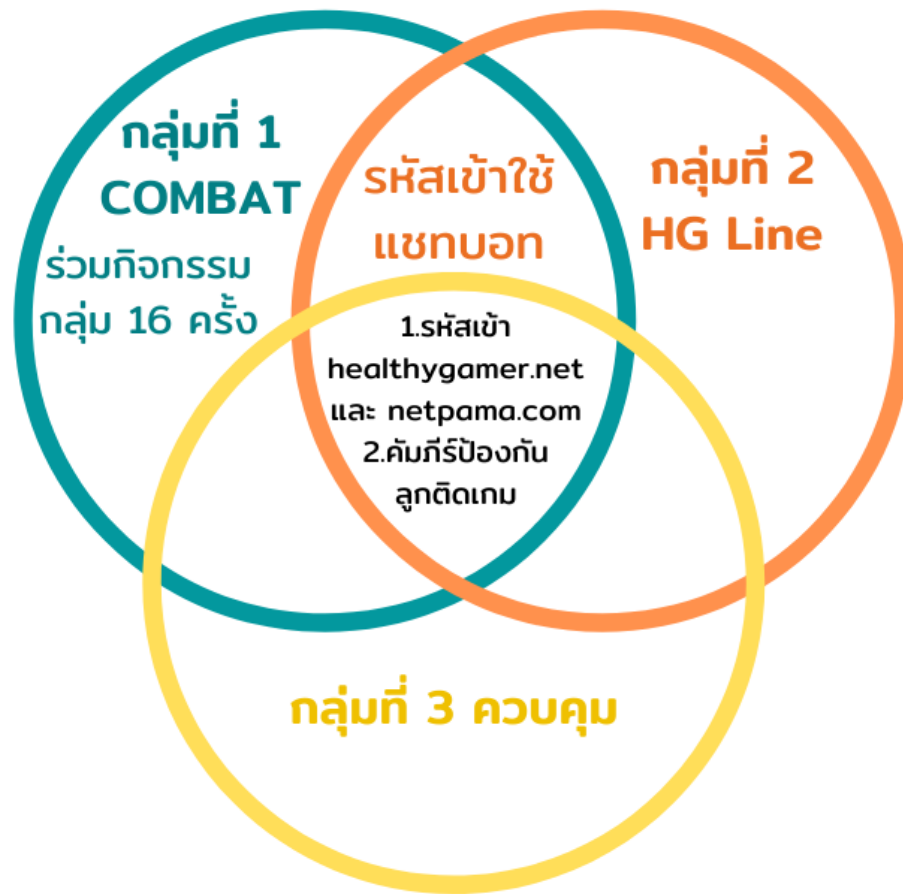 กลุ่มที่ 1
COMBAT
ร่วมกิจกรรม
กลุ่ม 16 ครั้ง
รหัสเข้าใช้
แชทบอท
กลุ่มที่ 2
HG Line
1.รหัสเข้า
healthygamer.net
และ netpama.com
2.คัมภีร์ป้องกัน
ลูกติดเกม
กลุ่มที่ 3 ควบคุม